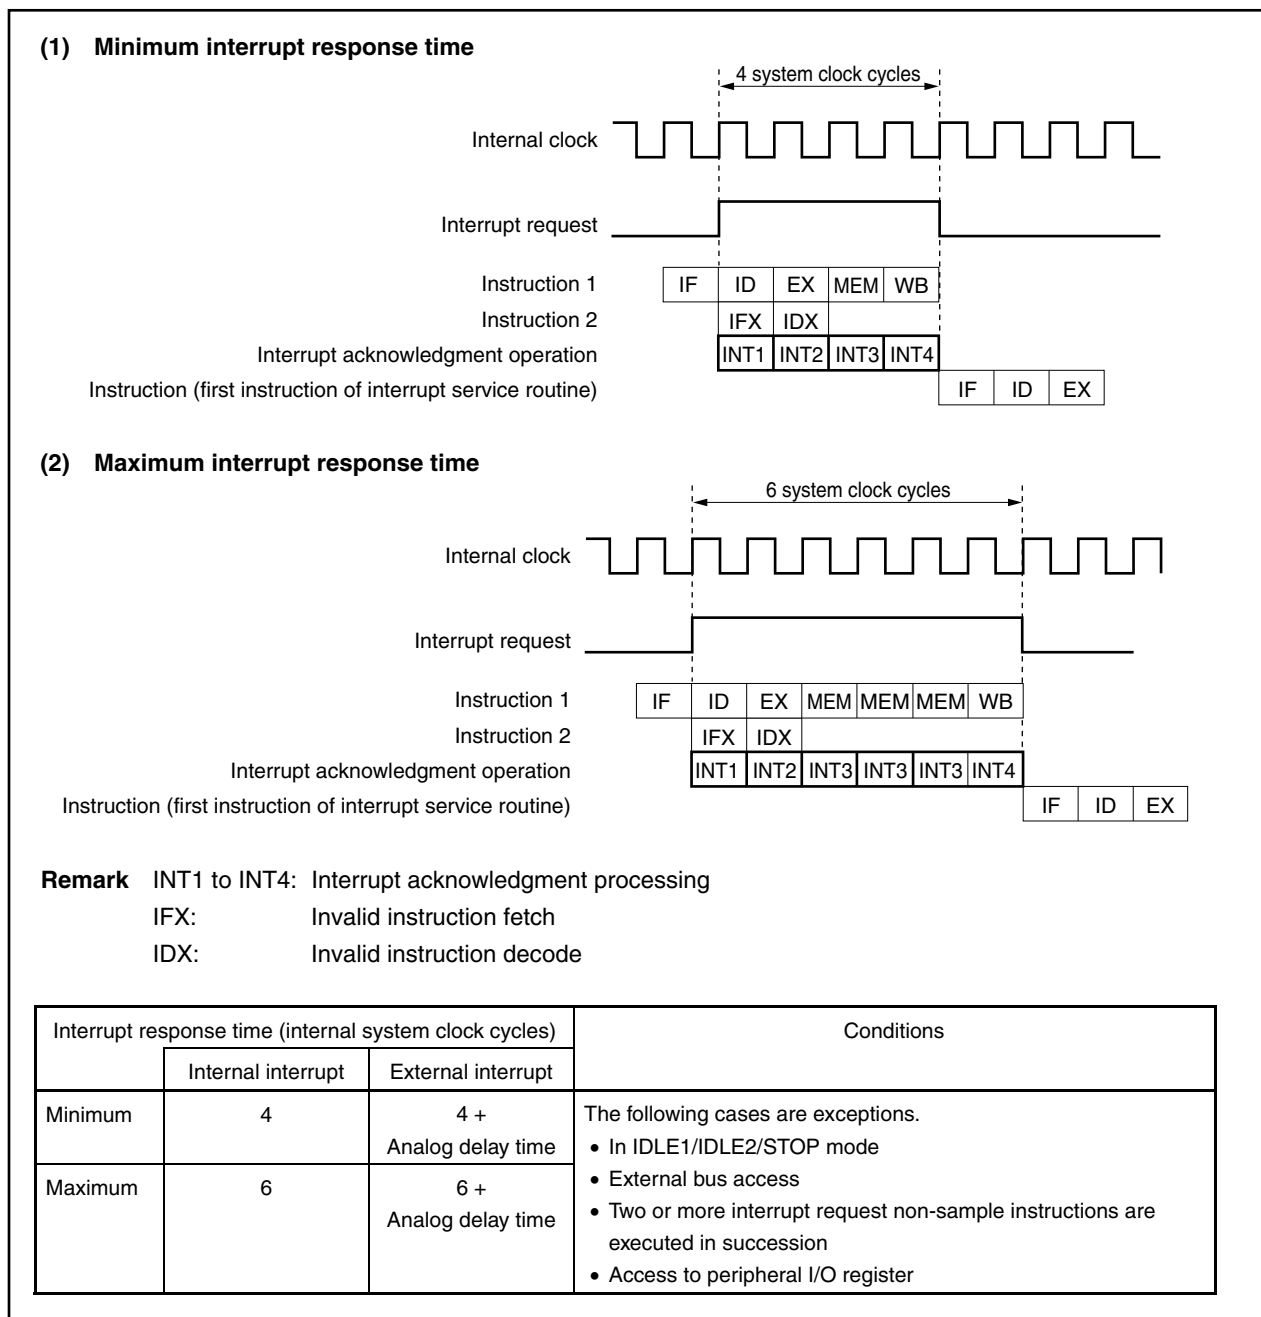 (1) Minimum interrupt response time
4 system clock cycles
Internal clock
Interrupt request
Instruction 1 IF ID EX MEM WB
Instruction 2 IFX IDX
Interrupt acknowledgment operation INT1 INT2 INT3 INT4
Instruction (first instruction of interrupt service routine) IF ID EX
(2) Maximum interrupt response time
6 system clock cycles
Internal clock
Interrupt request
Instruction 1 IF ID EX MEM MEM MEM WB
Instruction 2 IFX IDX
Interrupt acknowledgment operation INT1 INT2 INT3 INT3 INT3 INT4
Instruction (first instruction of interrupt service routine) IF ID EX
Remark INT1 to INT4: Interrupt acknowledgment processing
IFX: Invalid instruction fetch
IDX: Invalid instruction decode
Interrupt response time (internal system clock cycles) Conditions
Internal interrupt External interrupt
Minimum 4 4 +
Analog delay time
Maximum 6 6 +
Analog delay time
The following cases are exceptions.
• In IDLE1/IDLE2/STOP mode
• External bus access
• Two or more interrupt request non-sample instructions are
executed in succession
• Access to peripheral I/O register